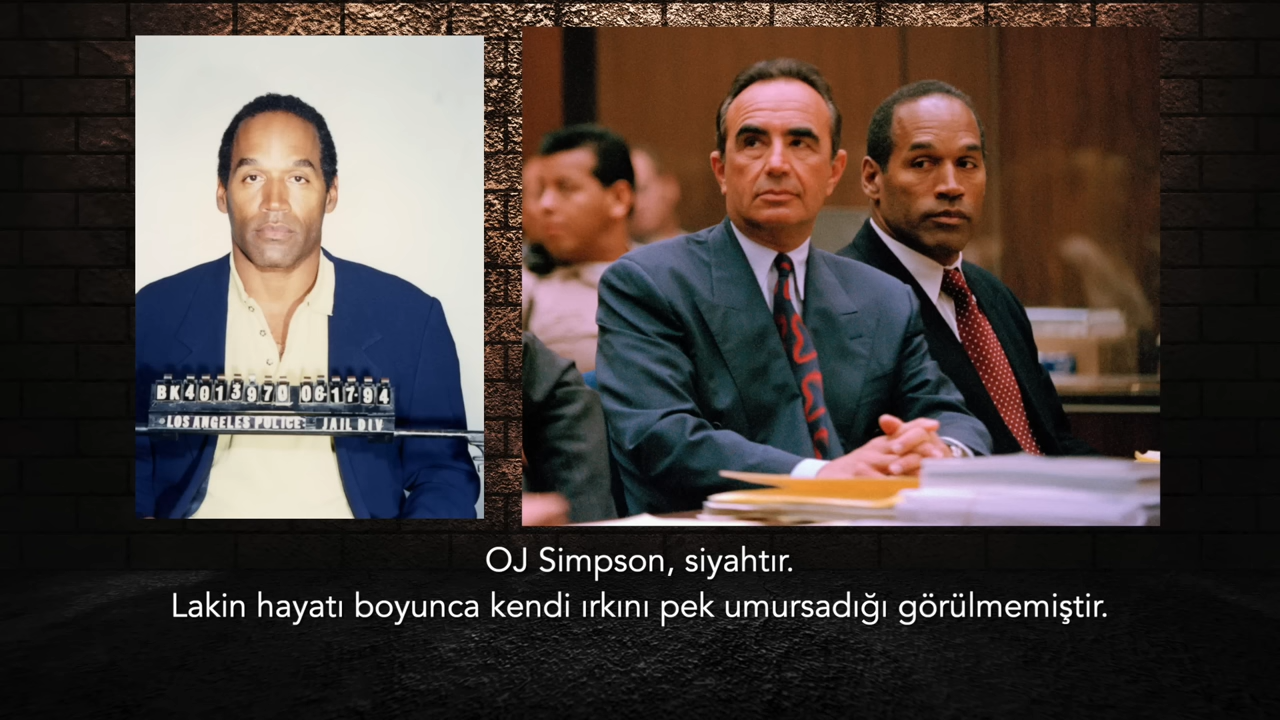 BK4013970 061794
LOS ANGELES POLICE: JAIL DIV
OJ Simpson, siyahtır.
Lakin hayatı boyunca kendi ırkını pek umursadığı görülmemiştir.